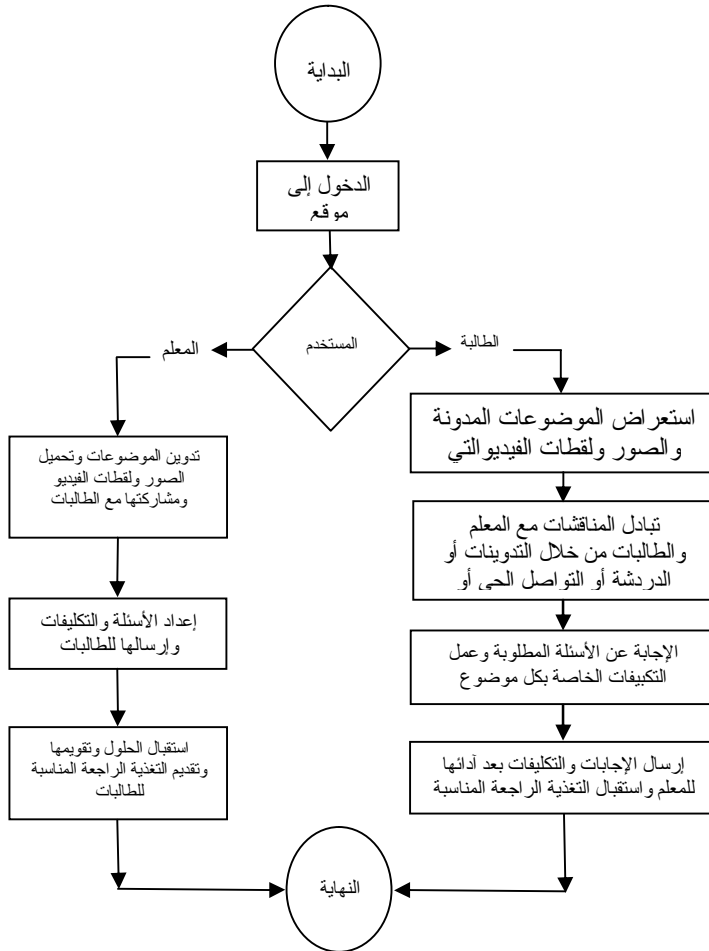 البداية
الدخول إلى
موقع
المستخدم
الطالبة
المعلم
استعراض الموضوعات المدونة
والصور ولقطات الفيديوالتي
تبادل المناقشات مع المعلم
والطالبات من خلال التدوينات أو
الدردشة أو التواصل الحي أو
الإجابة عن الأسئلة المطلوبة وعمل
التكبيفات الخاصة بكل موضوع
إرسال الإجابات والتكليفات بعد آدائها
للمعلم واستقبال التغذية الراجعة المناسبة
تدوين الموضوعات وتحميل
الصور ولقطات الفيديو
ومشاركتها مع الطالبات
إعداد الأسئلة والتكليفات
وإرسالها للطالبات
استقبال الحلول وتقويمها
وتقديم التغذية الراجعة المناسبة
للطالبات
النهاية